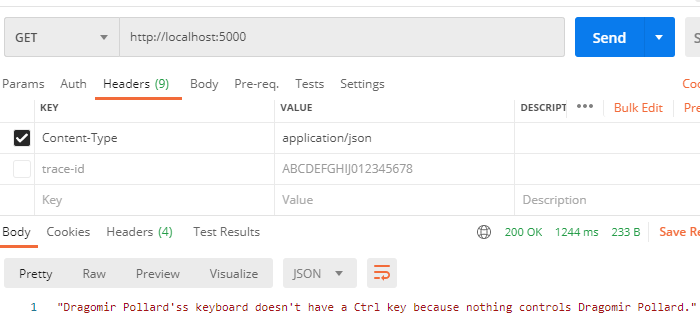 GET http://localhost:5000 Send S
Params Auth Headers (9) Body Pre-req. Tests Settings Coo
KEY VALUE DESCRIPT ••• Bulk Edit Pre
Content-Type application/json
trace-id ABCDEFGHIJ012345678
Key Value Description
Body Cookies Headers (4) Test Results 200 OK 1244 ms 233 B Save Re
Pretty Raw Preview Visualize JSON
1 "Dragomir Pollard'ss keyboard doesn't have a Ctrl key because nothing controls Dragomir Pollard."